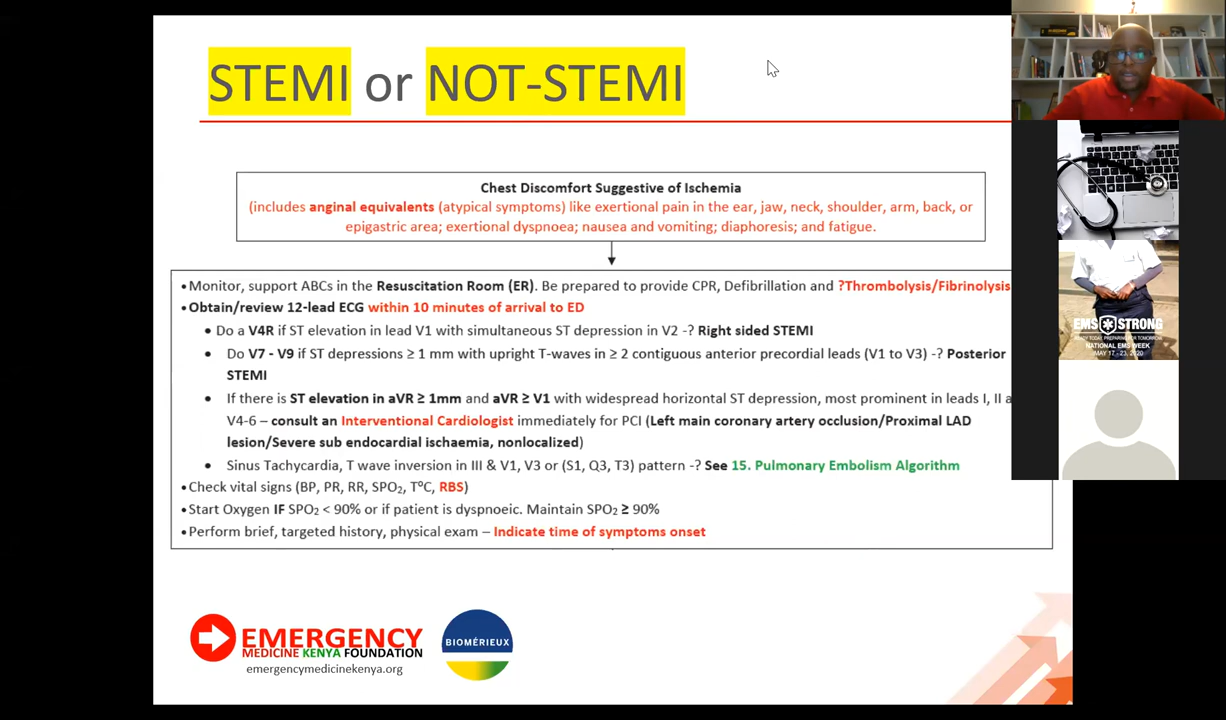 STEMI or NOT-STEMI
Chest Discomfort Suggestive of Ischemia
(includes anginal equivalents (atypical symptoms) like exertional pain in the ear, jaw, neck, shoulder, arm, back, or
epigastric area; exertional dyspnoea; nausea and vomiting; diaphoresis; and fatigue.
•Monitor, support ABCs in the Resuscitation Room (ER). Be prepared to provide CPR, Defibrillation and ?Thrombolysis/Fibrinolysis
•Obtain/review 12-lead ECG within 10 minutes of arrival to ED
• Do a V4R if ST elevation in lead V1 with simultaneous ST depression in V2 -? Right sided STEMI
• Do V7 - V9 if ST depressions ≥ 1 mm with upright T-waves in ≥ 2 contiguous anterior precordial leads (V1 to V3) -? Posterior
STEMI
• If there is ST elevation in aVR ≥ 1mm and aVR ≥ V1 with widespread horizontal ST depression, most prominent in leads I, II a
V4-6 – consult an Interventional Cardiologist immediately for PCI (Left main coronary artery occlusion/Proximal LAD
lesion/Severe sub endocardial ischaemia, nonlocalized)
• Sinus Tachycardia, T wave inversion in III & V1, V3 or (S1, Q3, T3) pattern -? See 15. Pulmonary Embolism Algorithm
•Check vital signs (BP, PR, RR, SPO₂, T°C, RBS)
•Start Oxygen IF SPO₂ < 90% or if patient is dyspnoeic. Maintain SPO₂ ≥ 90%
•Perform brief, targeted history, physical exam – Indicate time of symptoms onset
EMERGENCY
MEDICINE KENYA FOUNDATION
emergencymedicinekenya.org
BIOMÉRIEUX
EMS STRONG
READY TODAY. PREPARING FOR TOMORROW.
NATIONAL EMS WEEK
MAY 17-23, 2020